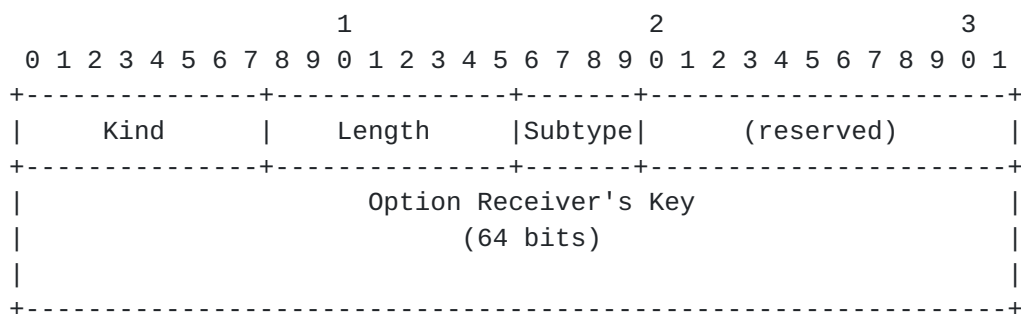 1                   2                   3
 0 1 2 3 4 5 6 7 8 9 0 1 2 3 4 5 6 7 8 9 0 1 2 3 4 5 6 7 8 9 0 1
+---------------+---------------+-------+-----------------------+
|     Kind      |    Length     |Subtype|      (reserved)       |
+---------------+---------------+-------+-----------------------+
|                      Option Receiver's Key                    |
|                            (64 bits)                          |
|                                                               |
+---------------------------------------------------------------+